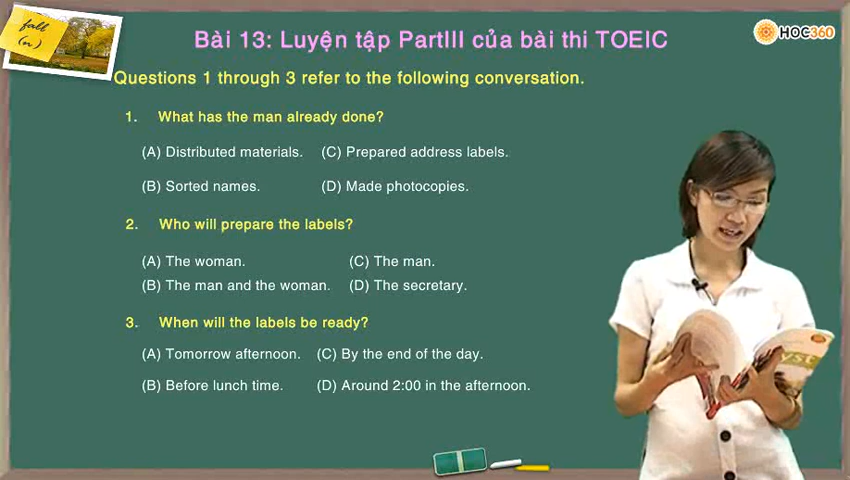 fall
(n)
Bài 13: Luyện tập PartIII của bài thi TOEIC
HOC360
Questions 1 through 3 refer to the following conversation.
1. What has the man already done?
(A) Distributed materials. (C) Prepared address labels.
(B) Sorted names. (D) Made photocopies.
2. Who will prepare the labels?
(A) The woman. (C) The man.
(B) The man and the woman. (D) The secretary.
3. When will the labels be ready?
(A) Tomorrow afternoon. (C) By the end of the day.
(B) Before lunch time. (D) Around 2:00 in the afternoon.